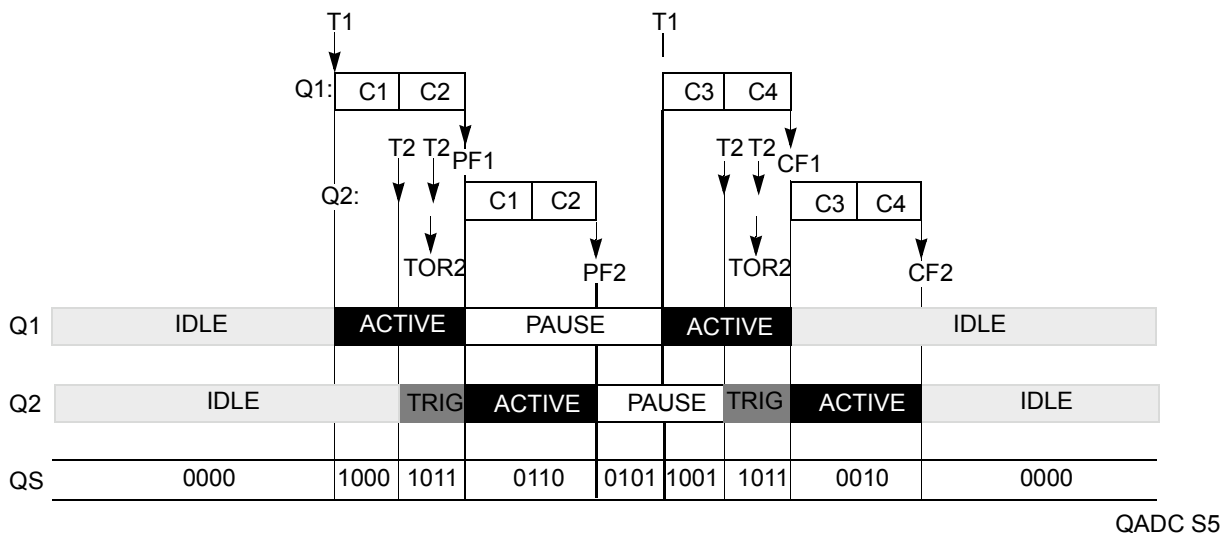 T1 T1
Q1: C1 C2 C3 C4
T2 T2 PF1 T2 T2 CF1
Q2: C1 C2 C3 C4
TOR2 PF2 TOR2 CF2
Q1 IDLE ACTIVE PAUSE ACTIVE IDLE
Q2 IDLE TRIG ACTIVE PAUSE TRIG ACTIVE IDLE
QS 0000 1000 1011 0110 0101 1001 1011 0010 0000
QADC S5